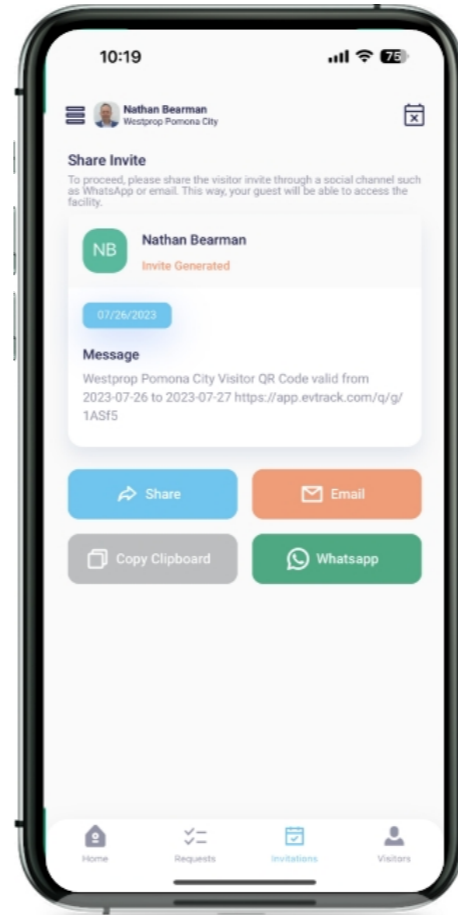 10:19
75
Nathan Bearman
Westprop Pomona City
Share Invite
To proceed, please share the visitor invite through a social channel such
as WhatsApp or email. This way, your guest will be able to access the
facility.
NB
Nathan Bearman
Invite Generated
07/26/2023
Message
Westprop Pomona City Visitor QR Code valid from
2023-07-26 to 2023-07-27 https://app.evtrack.com/q/g/
1ASf5
Share
Email
Copy Clipboard
Whatsapp
Home
Requests
Invitations
Visitors